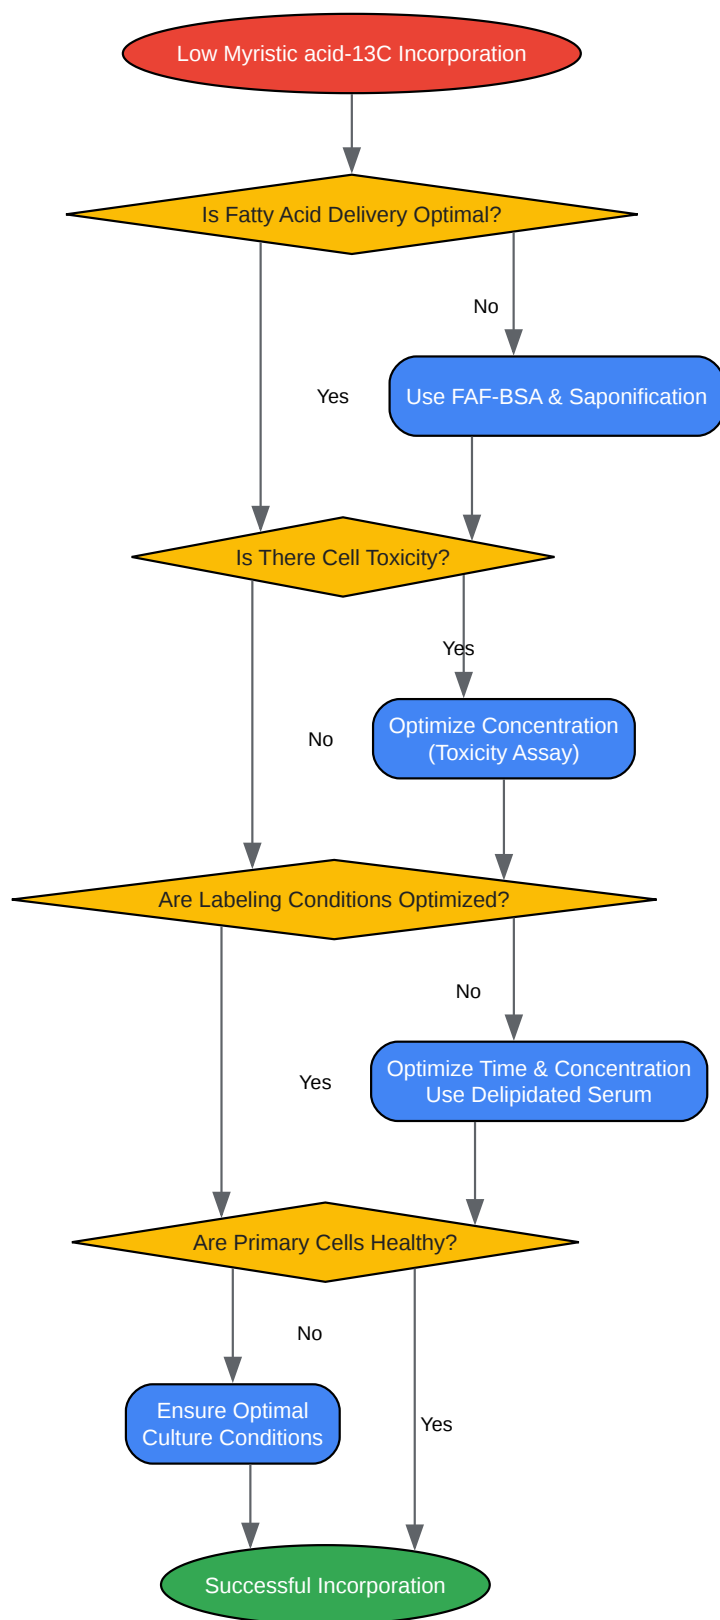 Low Myristic acid-13C Incorporation
Is Fatty Acid Delivery Optimal?
No
Yes
Use FAF-BSA & Saponification
Is There Cell Toxicity?
Yes
No
Optimize Concentration
(Toxicity Assay)
Are Labeling Conditions Optimized?
No
Yes
Optimize Time & Concentration
Use Delipidated Serum
Are Primary Cells Healthy?
No
Ensure Optimal
Culture Conditions
Yes
Successful Incorporation